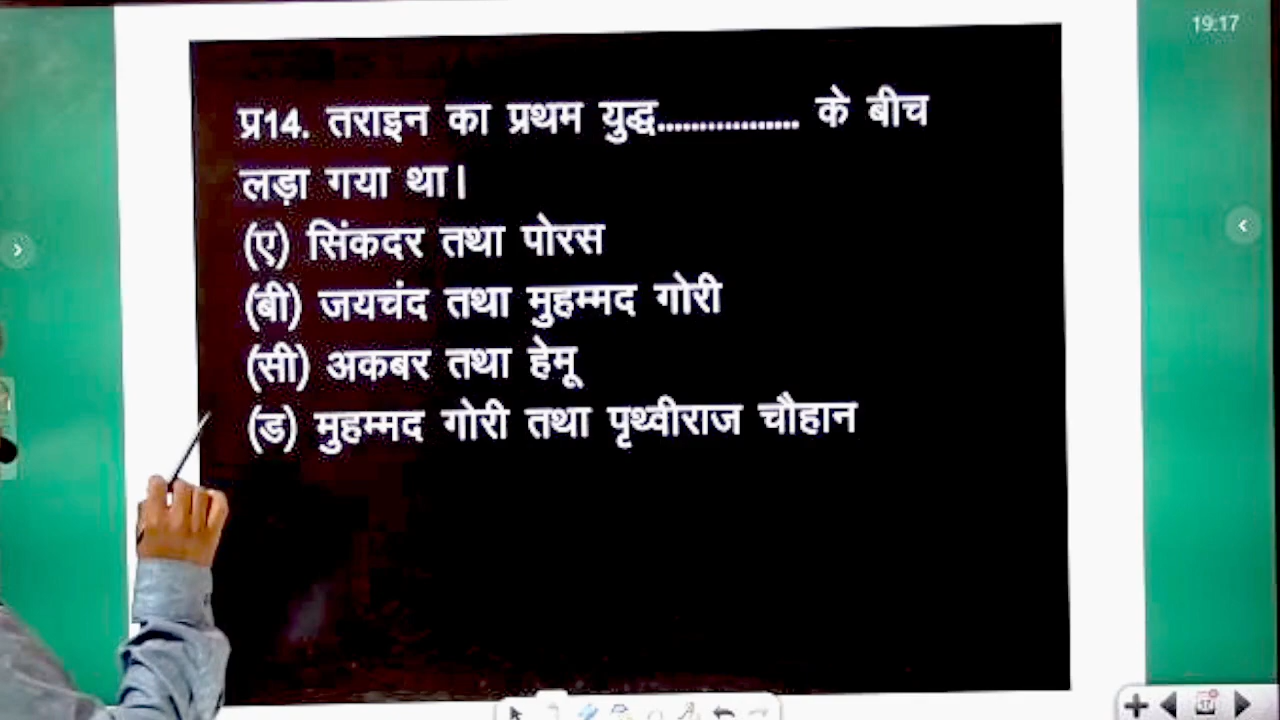 19:17
प्र14. तराइन का प्रथम युद्ध................. के बीच
लड़ा गया था।
(ए) सिंकदर तथा पोरस
(बी) जयचंद तथा मुहम्मद गोरी
(सी) अकबर तथा हेमू
(ड) मुहम्मद गोरी तथा पृथ्वीराज चौहान